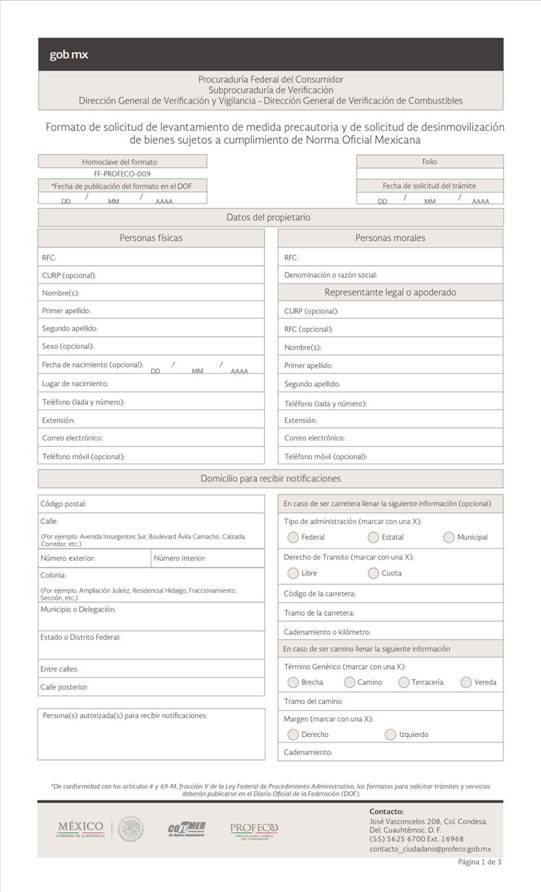 gob mx
Procuraduría Federal del Consumidor
Subprocuraduría de Verificación
Dirección General de Verificación y Vigilancia – Dirección General de Verificación de Combustibles
Formato de solicitud de levantamiento de medida precautoria y de solicitud de desinmovilización
de bienes sujetos a cumplimiento de Norma Oficial Mexicana
Homoclave del formato
FF-PROFECO-009
*Fecha de publicación del formato en el DOF
DD / MM / AAAA
Folio
Fecha de solicitud del trámite
DD / MM / AAAA
Datos del propietario
Personas físicas
RFC:
CURP (opcional):
Nombre(s):
Primer apellido:
Segundo apellido:
Sexo (opcional):
Fecha de nacimiento (opcional): DD / MM / AAAA
Lugar de nacimiento:
Teléfono (lada y número):
Extensión:
Correo electrónico:
Teléfono móvil (opcional):
Personas morales
RFC:
Denominación o razón social:
Representante legal o apoderado
CURP (opcional):
RFC (opcional):
Nombre(s):
Primer apellido:
Segundo apellido:
Teléfono (lada y número):
Extensión:
Correo electrónico:
Teléfono móvil (opcional):
Domicilio para recibir notificaciones
Código postal:
Calle:
(Por ejemplo: Avenida Insurgentes Sur, Boulevard Ávila Camacho, Calzada,
Corredor, etc.)
Número exterior: Número interior:
Colonia:
(Por ejemplo: Ampliación Juárez, Residencial Hidalgo, Fraccionamiento,
Sección, etc.)
Municipio o Delegación:
Estado o Distrito Federal:
Entre calles:
Calle posterior:
Persona(s) autorizada(s) para recibir notificaciones:
En caso de ser carretera llenar la siguiente información (opcional)
Tipo de administración (marcar con una X):
Federal Estatal Municipal
Derecho de Transito (marcar con una X):
Libre Cuota
Código de la carretera:
Tramo de la carretera:
Cadenamiento o kilómetro:
En caso de ser camino llenar la siguiente información
Término Genérico (marcar con una X):
Brecha Camino Terracería Vereda
Tramo del camino:
Margen (marcar con una X):
Derecho Izquierdo
Cadenamiento:
*De conformidad con los artículos 4 y 69-M, fracción V de la Ley Federal de Procedimiento Administrativo, los formatos para solicitar trámites y servicios
deberán publicarse en el Diario Oficial de la Federación (DOF).
MÉXICO
GOBIERNO DE LA REPÚBLICA
COFEMER
PROFECO
Contacto:
José Vasconcelos 208, Col. Condesa.
Del. Cuauhtémoc. D. F.
(55) 5625 6700 Ext. 16968
contacto_ciudadano@profeco.gob.mx
Página 1 de 3